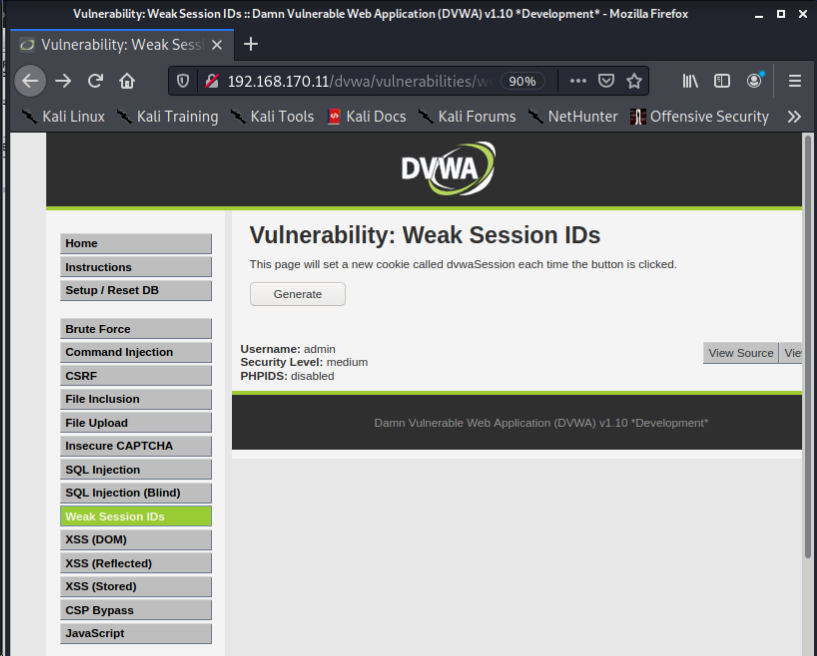 Vulnerability: Weak Session IDs :: Damn Vulnerable Web Application (DVWA) v1.10 *Development* - Mozilla Firefox
Vulnerability: Weak Sess
192.168.170.11/dvwa/vulnerabilities/w 90%
Kali Linux Kali Training Kali Tools Kali Docs Kali Forums NetHunter Offensive Security
DVWA
Home
Instructions
Setup / Reset DB
Brute Force
Command Injection
CSRF
File Inclusion
File Upload
Insecure CAPTCHA
SQL Injection
SQL Injection (Blind)
Weak Session IDs
XSS (DOM)
XSS (Reflected)
XSS (Stored)
CSP Bypass
JavaScript
Vulnerability: Weak Session IDs
This page will set a new cookie called dvwaSession each time the button is clicked.
Generate
Username: admin
Security Level: medium
PHPIDS: disabled
View Source Vie
Damn Vulnerable Web Application (DVWA) v1.10 *Development*